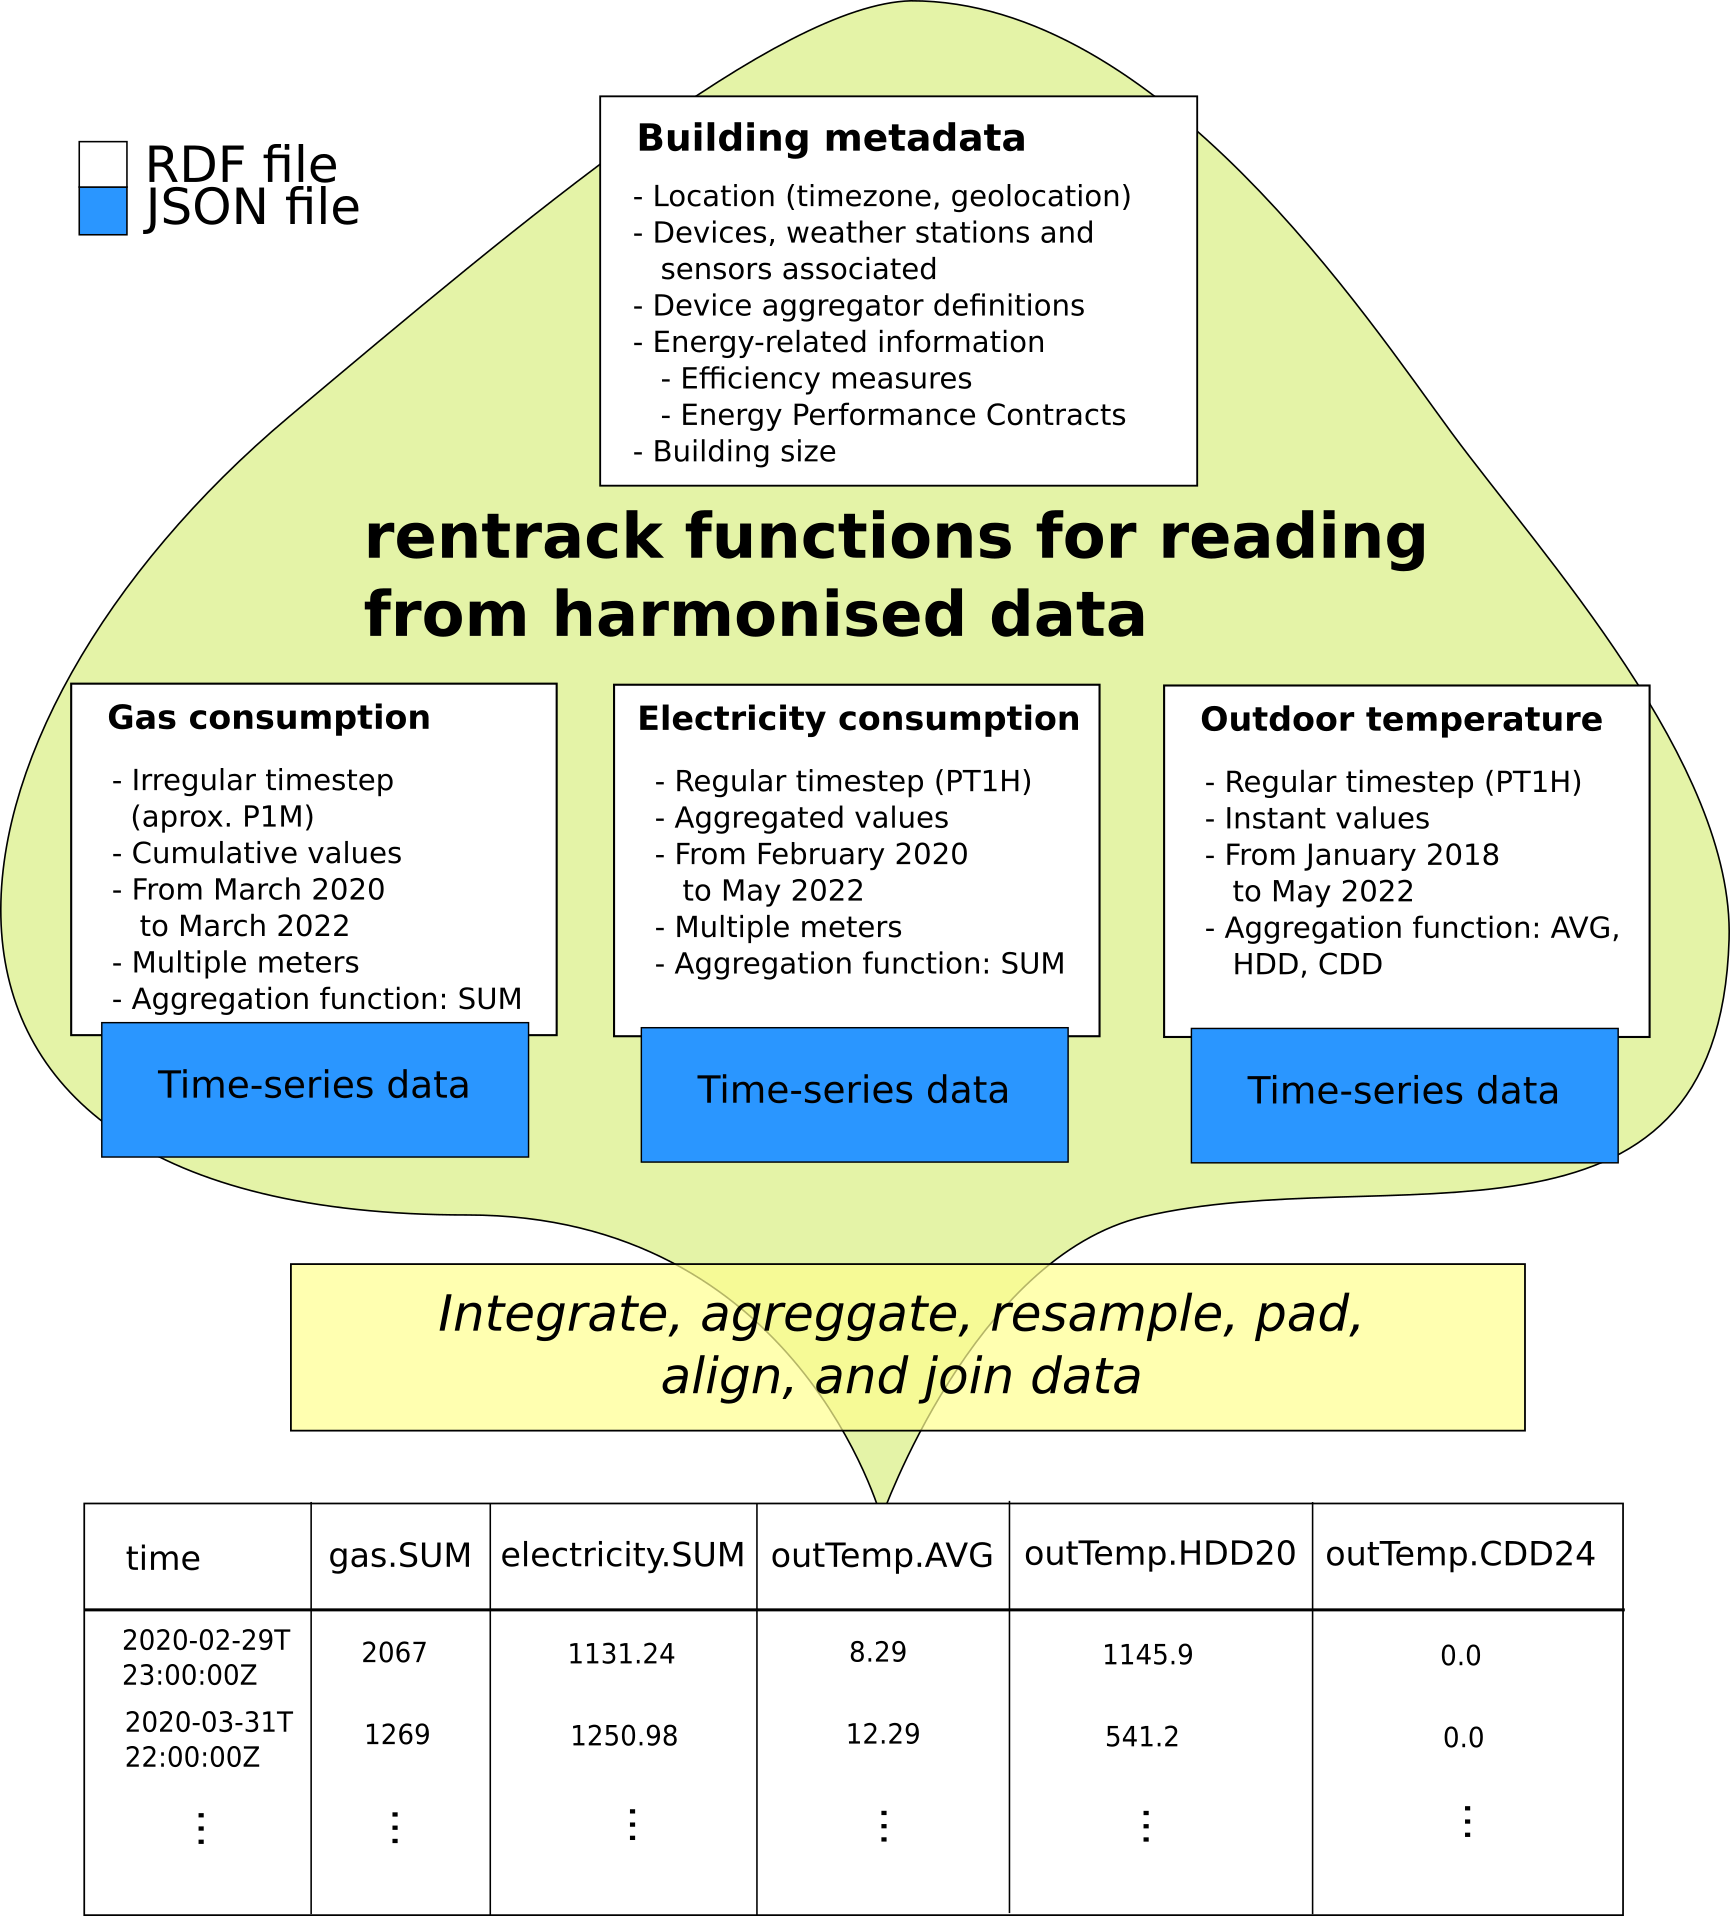 RDF file
JSON file
Building metadata
- Location (timezone, geolocation)
- Devices, weather stations and
sensors associated
- Device aggregator definitions
- Energy-related information
- Efficiency measures
- Energy Performance Contracts
- Building size
rentrack functions for reading
from harmonised data
Gas consumption
- Irregular timestep
(aprox. P1M)
- Cumulative values
- From March 2020
to March 2022
- Multiple meters
- Aggregation function: SUM
Time-series data
Electricity consumption
- Regular timestep (PT1H)
- Aggregated values
- From February 2020
to May 2022
- Multiple meters
- Aggregation function: SUM
Time-series data
Outdoor temperature
- Regular timestep (PT1H)
- Instant values
- From January 2018
to May 2022
- Aggregation function: AVG,
HDD, CDD
Time-series data
Integrate, agreggate, resample, pad,
align, and join data
time gas.SUM electricity.SUM outTemp.AVG outTemp.HDD20 outTemp.CDD24
2020-02-29T
23:00:00Z 2067 1131.24 8.29 1145.9 0.0
2020-03-31T
22:00:00Z 1269 1250.98 12.29 541.2 0.0
⋮ ⋮ ⋮ ⋮ ⋮ ⋮